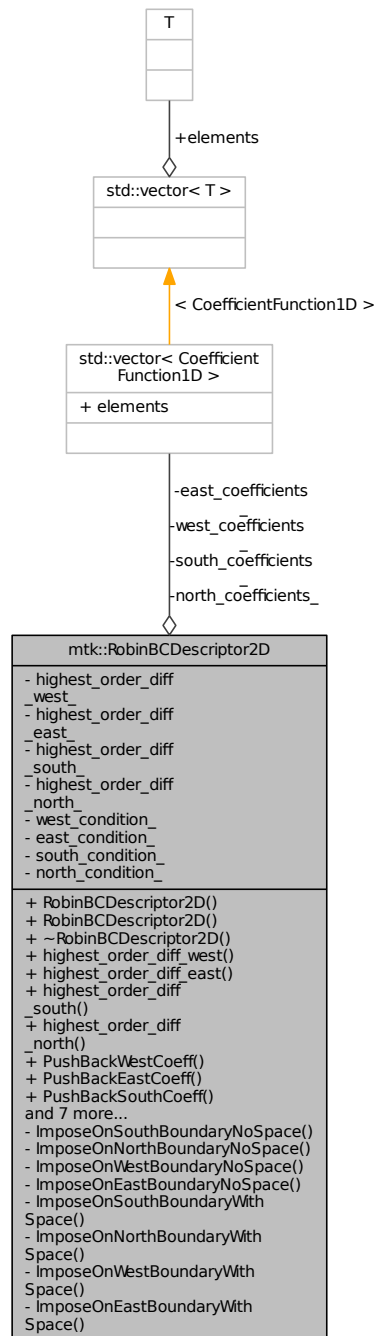 T
+elements
std::vector< T >
< CoefficientFunction1D >
std::vector< Coefficient
Function1D >
+ elements
-east_coefficients
_
-west_coefficients
_
-south_coefficients
_
-north_coefficients_
mtk::RobinBCDescriptor2D
- highest_order_diff
_west_
- highest_order_diff
_east_
- highest_order_diff
_south_
- highest_order_diff
_north_
- west_condition_
- east_condition_
- south_condition_
- north_condition_
+ RobinBCDescriptor2D()
+ RobinBCDescriptor2D()
+ ~RobinBCDescriptor2D()
+ highest_order_diff_west()
+ highest_order_diff_east()
+ highest_order_diff
_south()
+ highest_order_diff
_north()
+ PushBackWestCoeff()
+ PushBackEastCoeff()
+ PushBackSouthCoeff()
and 7 more...
- ImposeOnSouthBoundaryNoSpace()
- ImposeOnNorthBoundaryNoSpace()
- ImposeOnWestBoundaryNoSpace()
- ImposeOnEastBoundaryNoSpace()
- ImposeOnSouthBoundaryWith
Space()
- ImposeOnNorthBoundaryWith
Space()
- ImposeOnWestBoundaryWith
Space()
- ImposeOnEastBoundaryWith
Space()